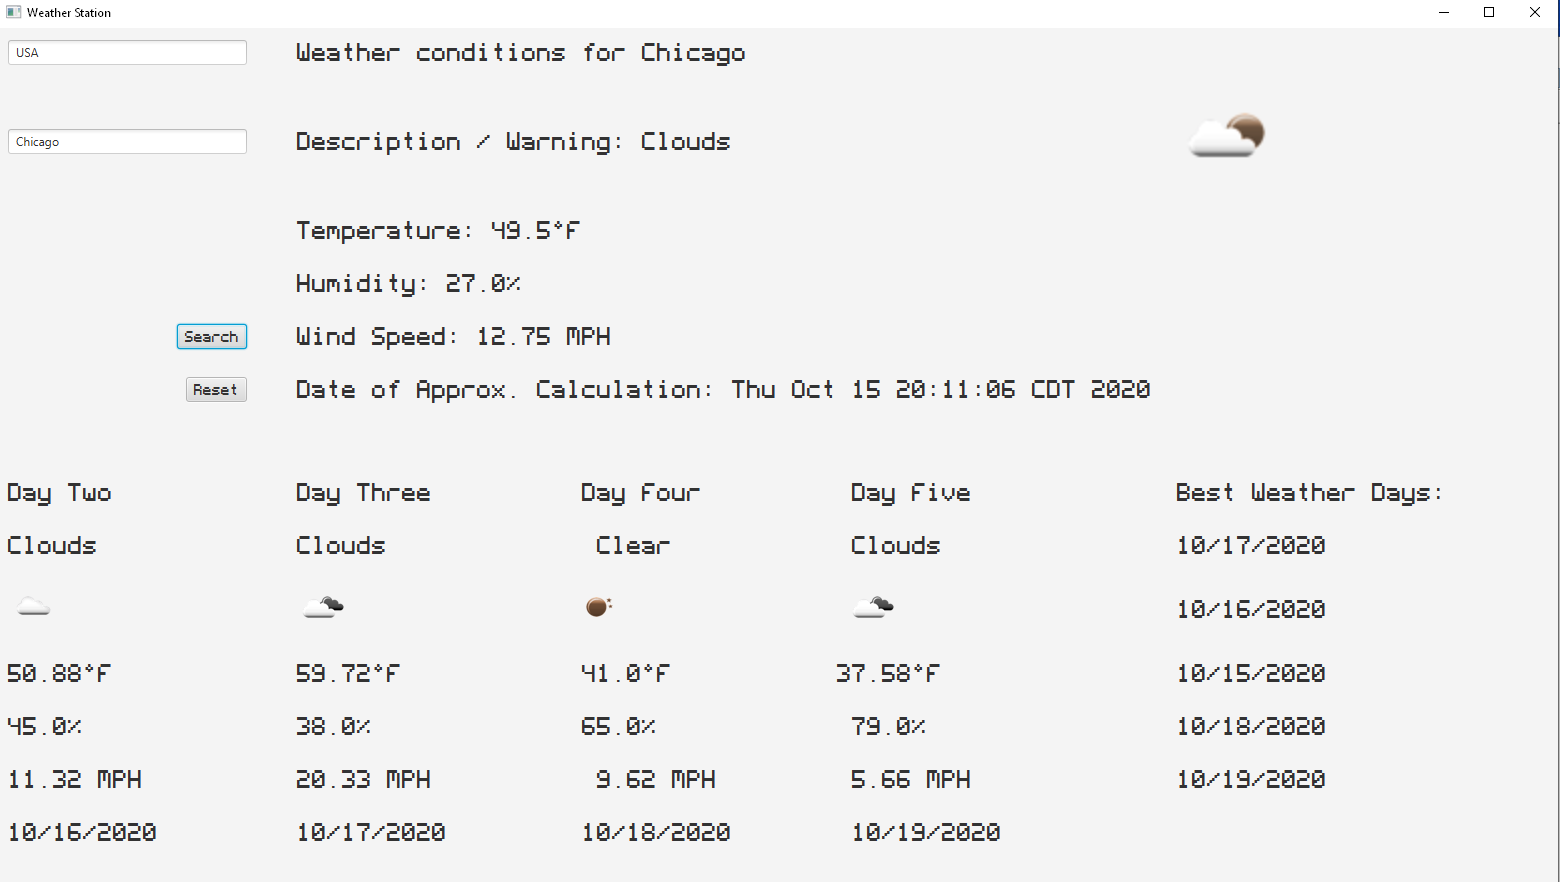 Weather Station
USA
Weather conditions for Chicago
Chicago
Description / Warning: Clouds
Temperature: 49.5°F
Humidity: 27.0%
Search
Wind Speed: 12.75 MPH
Reset
Date of Approx. Calculation: Thu Oct 15 20:11:06 CDT 2020
Day Two Day Three Day Four Day Five Best Weather Days:
Clouds Clouds Clear Clouds 10/17/2020
10/16/2020
50.88°F 59.72°F 41.0°F 37.58°F 10/15/2020
45.0% 38.0% 65.0% 79.0% 10/18/2020
11.32 MPH 20.33 MPH 9.62 MPH 5.66 MPH 10/19/2020
10/16/2020 10/17/2020 10/18/2020 10/19/2020